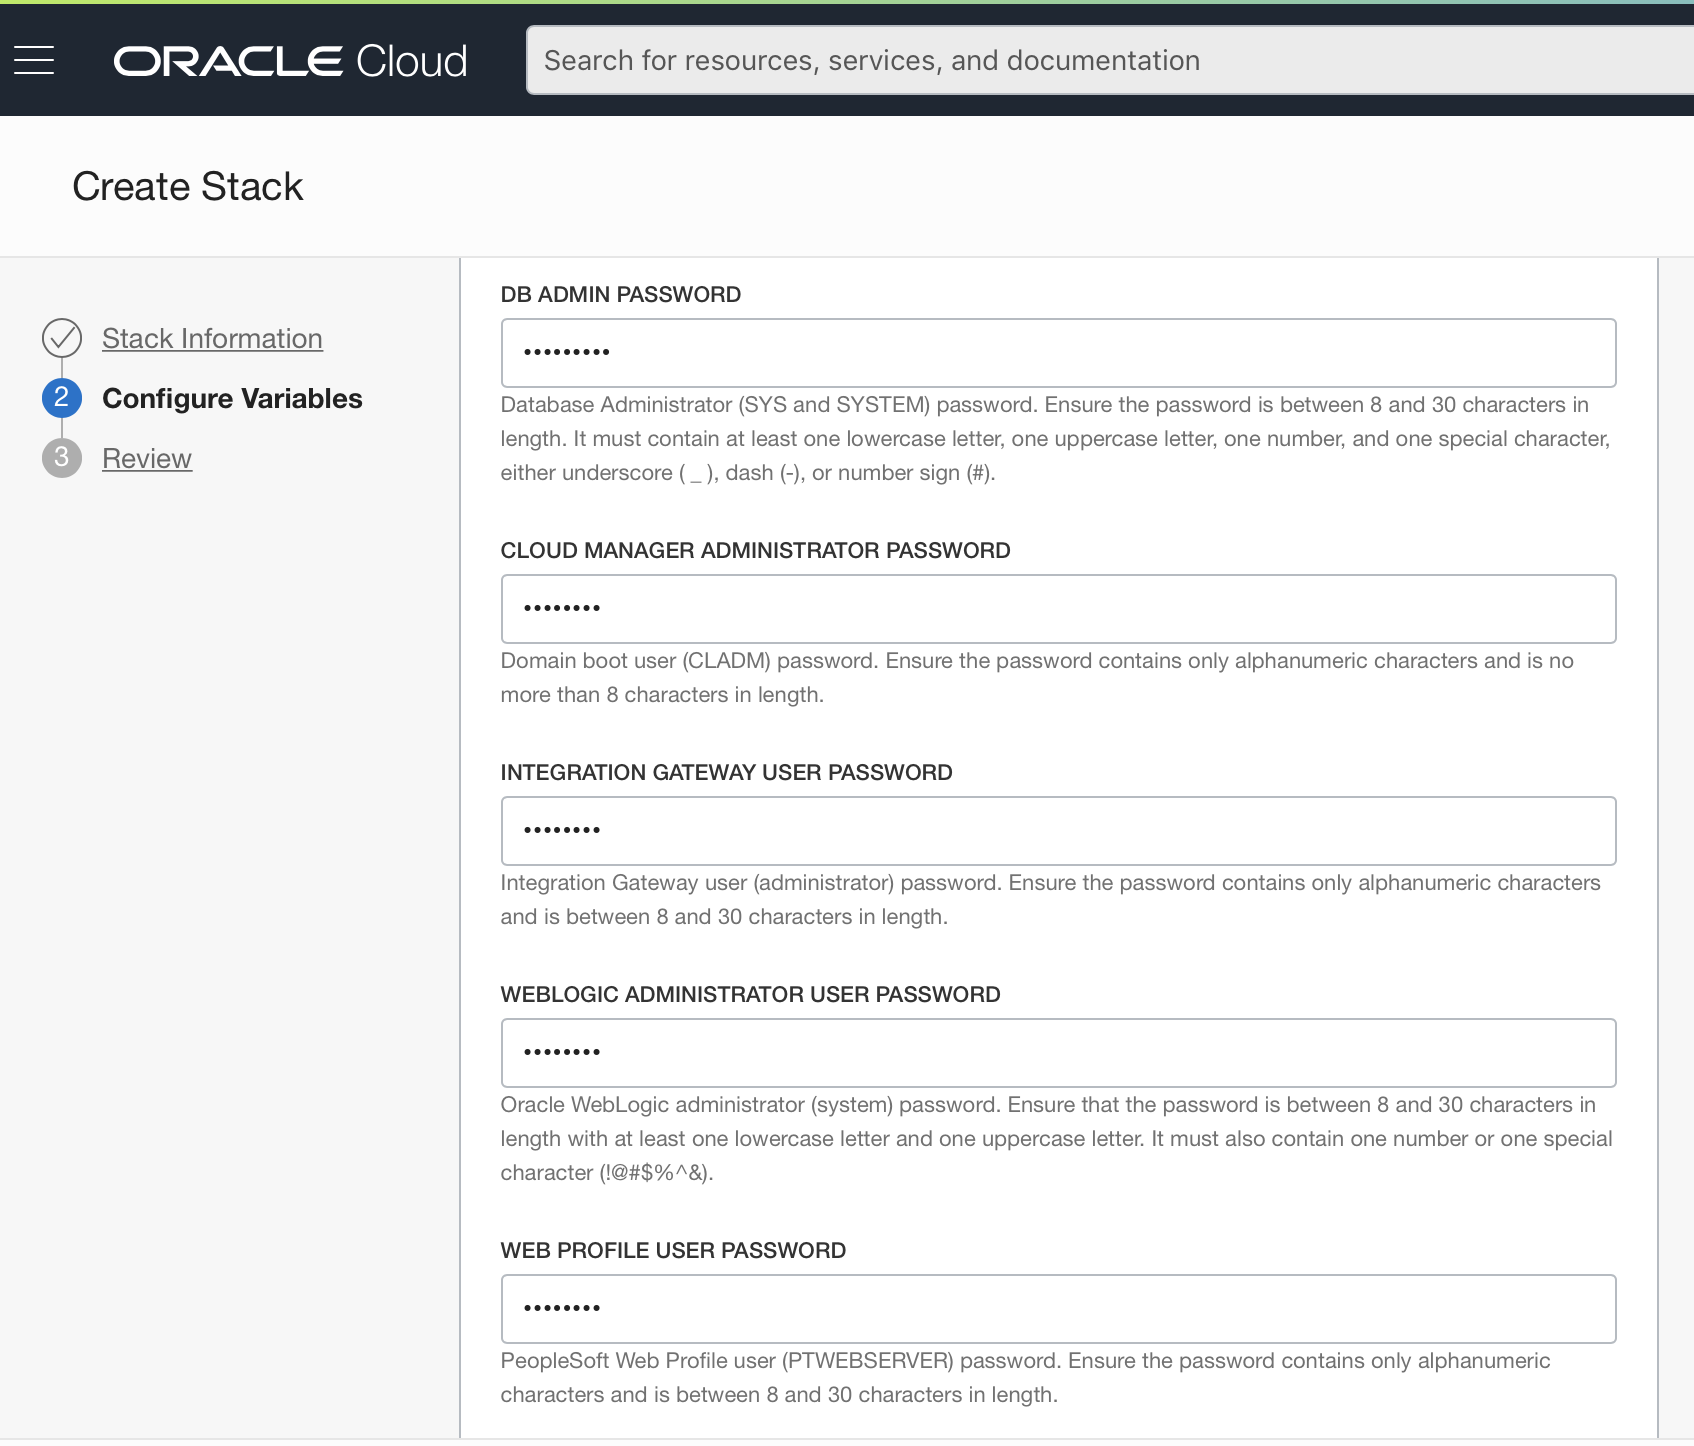 ORACLE Cloud
Search for resources, services, and documentation
Create Stack
Stack Information
2 Configure Variables
3 Review
DB ADMIN PASSWORD
•••••••••
Database Administrator (SYS and SYSTEM) password. Ensure the password is between 8 and 30 characters in
length. It must contain at least one lowercase letter, one uppercase letter, one number, and one special character,
either underscore ( _ ), dash (-), or number sign (#).
CLOUD MANAGER ADMINISTRATOR PASSWORD
••••••••
Domain boot user (CLADM) password. Ensure the password contains only alphanumeric characters and is no
more than 8 characters in length.
INTEGRATION GATEWAY USER PASSWORD
••••••••
Integration Gateway user (administrator) password. Ensure the password contains only alphanumeric characters
and is between 8 and 30 characters in length.
WEBLOGIC ADMINISTRATOR USER PASSWORD
••••••••
Oracle WebLogic administrator (system) password. Ensure that the password is between 8 and 30 characters in
length with at least one lowercase letter and one uppercase letter. It must also contain one number or one special
character (!@#$%^&).
WEB PROFILE USER PASSWORD
••••••••
PeopleSoft Web Profile user (PTWEBSERVER) password. Ensure the password contains only alphanumeric
characters and is between 8 and 30 characters in length.